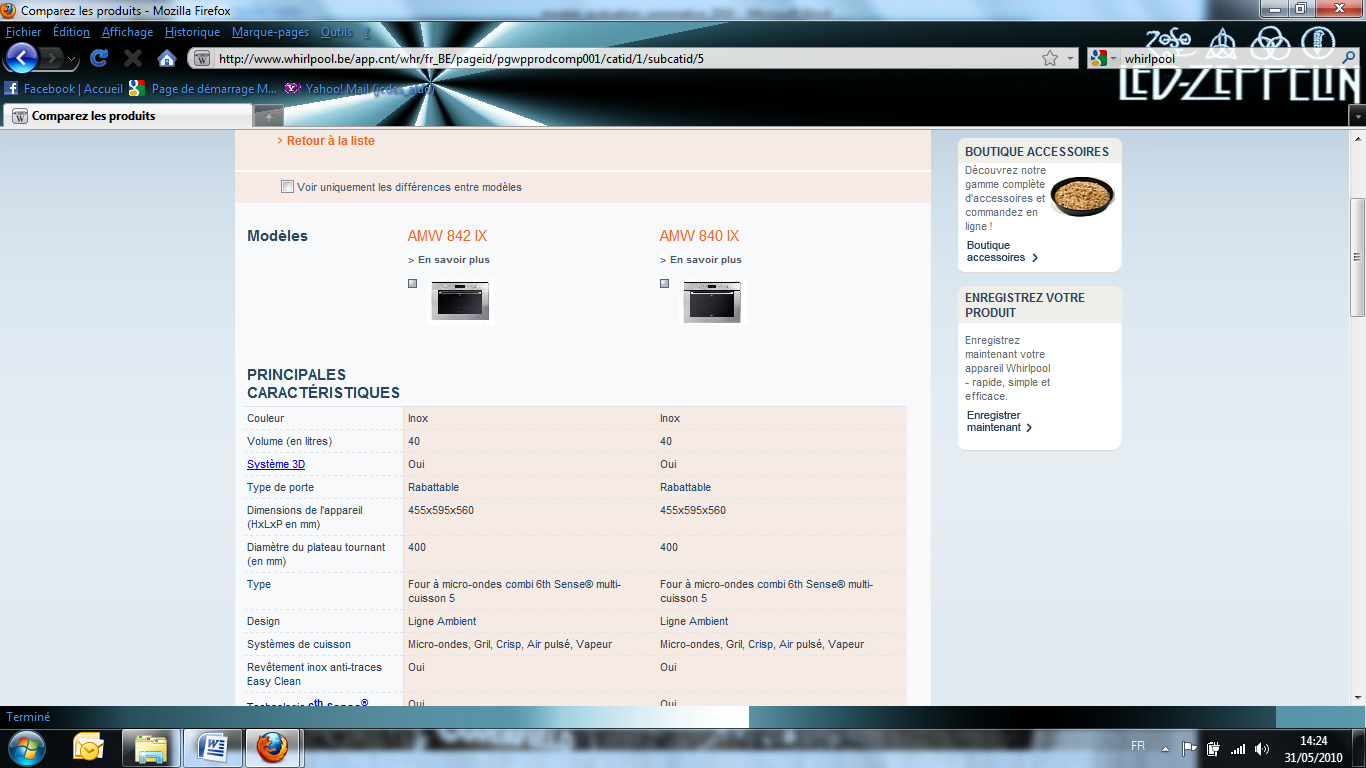 Comparez les produits - Mozilla Firefox
Fichier Édition Affichage Historique Marque-pages Outils ?
http://www.whirlpool.be/app.cnt/whr/fr_BE/pageid/pgwpprodcomp001/catid/1/subcatid/5
whirlpool
LED-ZEPPELIN
Facebook | Accueil Page de démarrage M... Yahoo! Mail
Comparez les produits
> Retour à la liste
Voir uniquement les différences entre modèles
Modèles AMW 842 IX AMW 840 IX
> En savoir plus > En savoir plus
PRINCIPALES
CARACTÉRISTIQUES
Couleur Inox Inox
Volume (en litres) 40 40
Système 3D Oui Oui
Type de porte Rabattable Rabattable
Dimensions de l'appareil 455x595x560 455x595x560
(HxLxP en mm)
Diamètre du plateau tournant 400 400
(en mm)
Type Four à micro-ondes combi 6th Sense® multi- Four à micro-ondes combi 6th Sense® multi-
cuisson 5 cuisson 5
Design Ligne Ambient Ligne Ambient
Systèmes de cuisson Micro-ondes, Gril, Crisp, Air pulsé, Vapeur Micro-ondes, Gril, Crisp, Air pulsé, Vapeur
Revêtement inox anti-traces Oui Oui
Easy Clean
Technologie 6th Sense® Oui Oui
BOUTIQUE ACCESSOIRES
Découvrez notre
gamme complète
d'accessoires et
commandez en
ligne !
Boutique
accessoires >
ENREGISTREZ VOTRE
PRODUIT
Enregistrez
maintenant votre
appareil Whirlpool
- rapide, simple et
efficace.
Enregistrer
maintenant >
Terminé
FR
14:24
31/05/2010